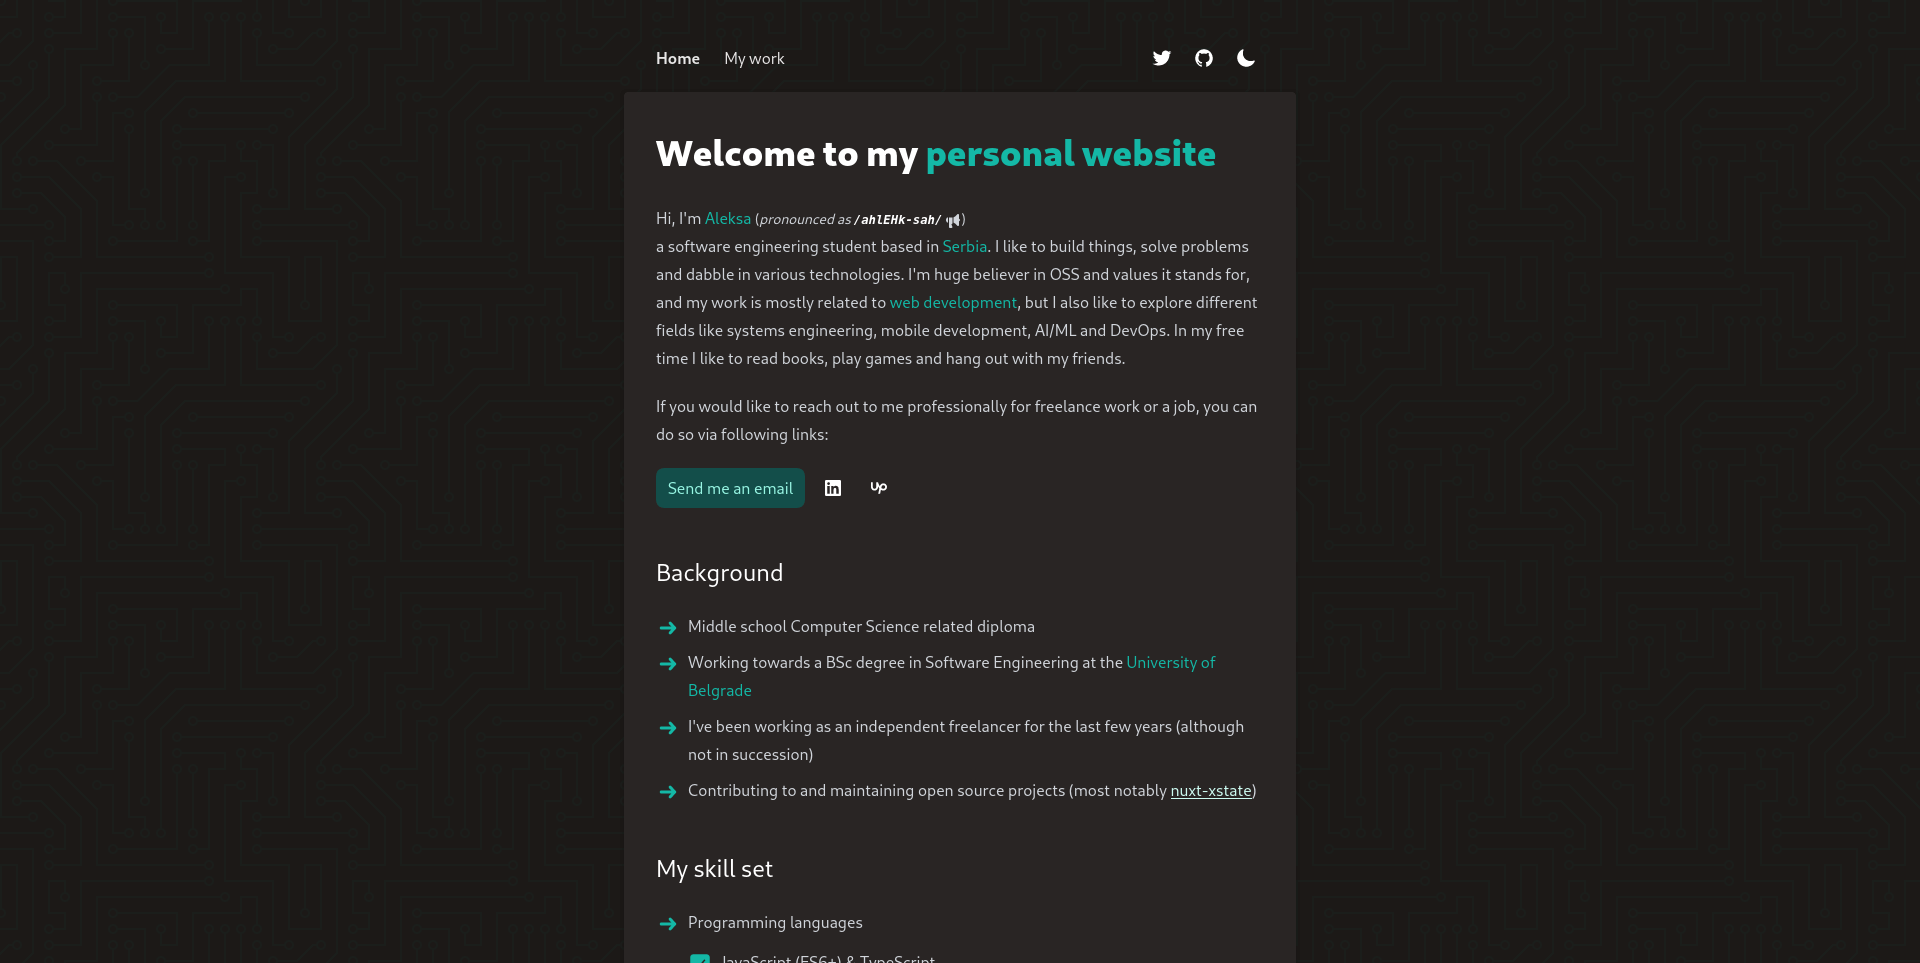 Home My work
Welcome to my personal website
Hi, I'm Aleksa (pronounced as /ahlEHk-sah/ )
a software engineering student based in Serbia. I like to build things, solve problems
and dabble in various technologies. I'm huge believer in OSS and values it stands for,
and my work is mostly related to web development, but I also like to explore different
fields like systems engineering, mobile development, AI/ML and DevOps. In my free
time I like to read books, play games and hang out with my friends.
If you would like to reach out to me professionally for freelance work or a job, you can
do so via following links:
Send me an email in up
Background
Middle school Computer Science related diploma
Working towards a BSc degree in Software Engineering at the University of
Belgrade
I've been working as an independent freelancer for the last few years (although
not in succession)
Contributing to and maintaining open source projects (most notably nuxt-xstate)
My skill set
Programming languages
JavaScript (ES6+) & TypeScript